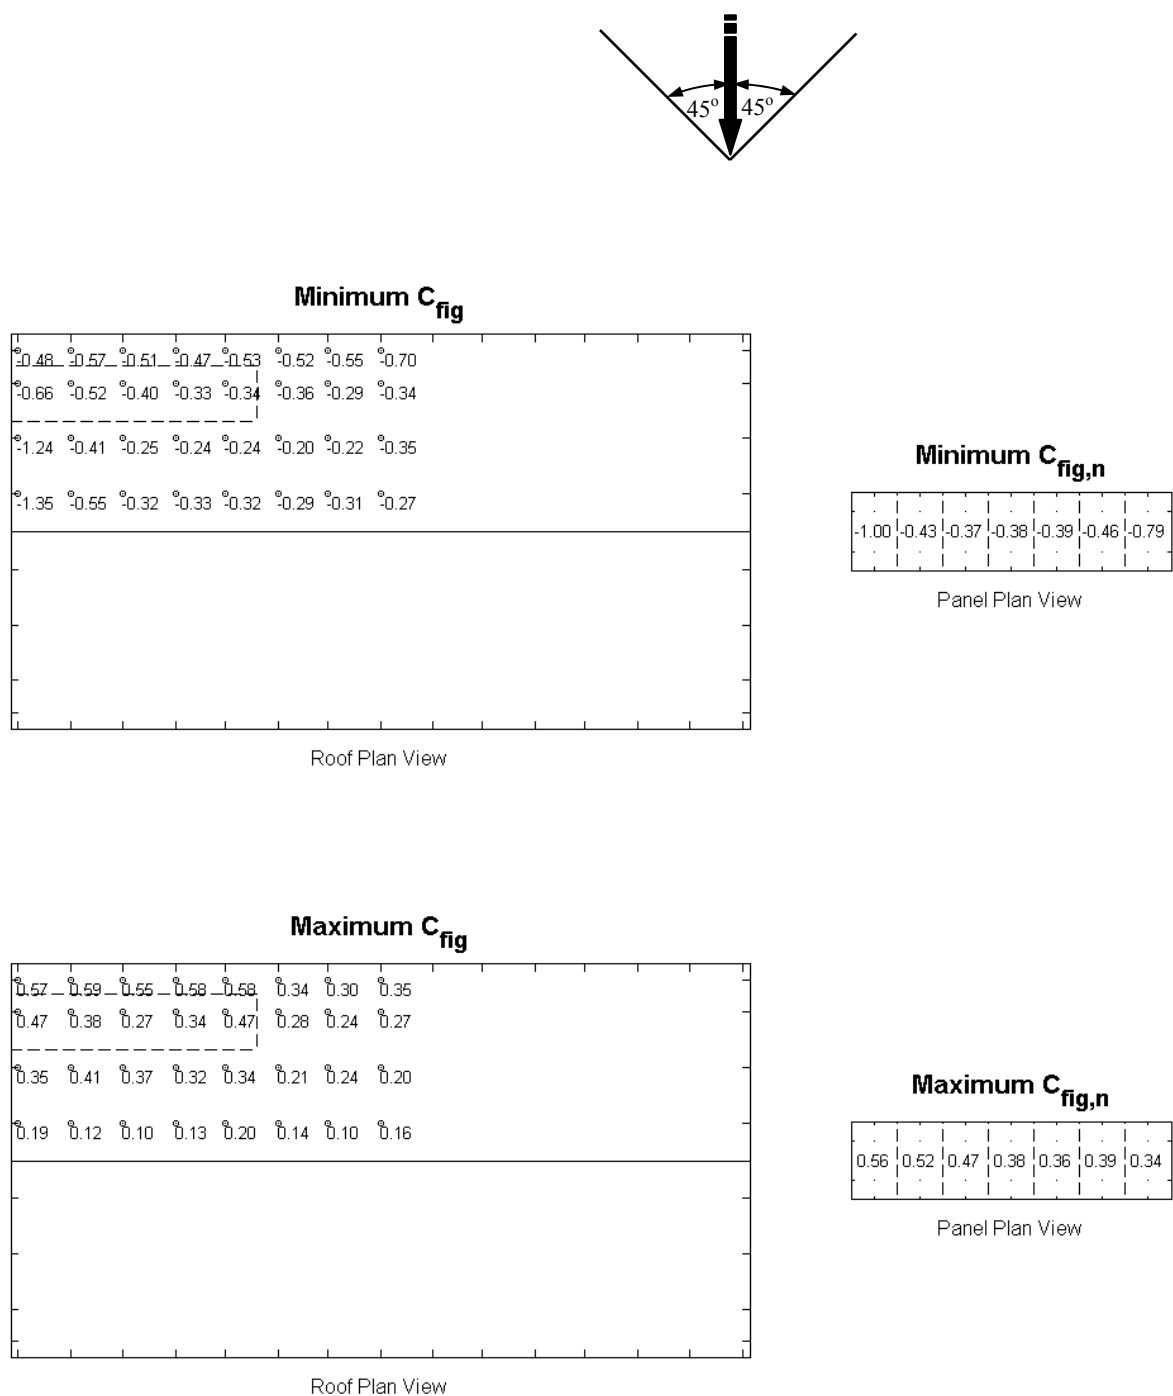 45° 45°
Minimum C_fig
-0.48 -0.57 -0.51 -0.47 -0.53 -0.52 -0.55 -0.70
-0.66 -0.52 -0.40 -0.33 -0.34 -0.36 -0.29 -0.34
-1.24 -0.41 -0.25 -0.24 -0.24 -0.20 -0.22 -0.35
-1.35 -0.55 -0.32 -0.33 -0.32 -0.29 -0.31 -0.27
Roof Plan View
Minimum C_fig,n
-1.00 -0.43 -0.37 -0.38 -0.39 -0.46 -0.79
Panel Plan View
Maximum C_fig
0.57 0.59 0.55 0.58 0.58 0.34 0.30 0.35
0.47 0.38 0.27 0.34 0.47 0.28 0.24 0.27
0.35 0.41 0.37 0.32 0.34 0.21 0.24 0.20
0.19 0.12 0.10 0.13 0.20 0.14 0.10 0.16
Roof Plan View
Maximum C_fig,n
0.56 0.52 0.47 0.38 0.36 0.39 0.34
Panel Plan View